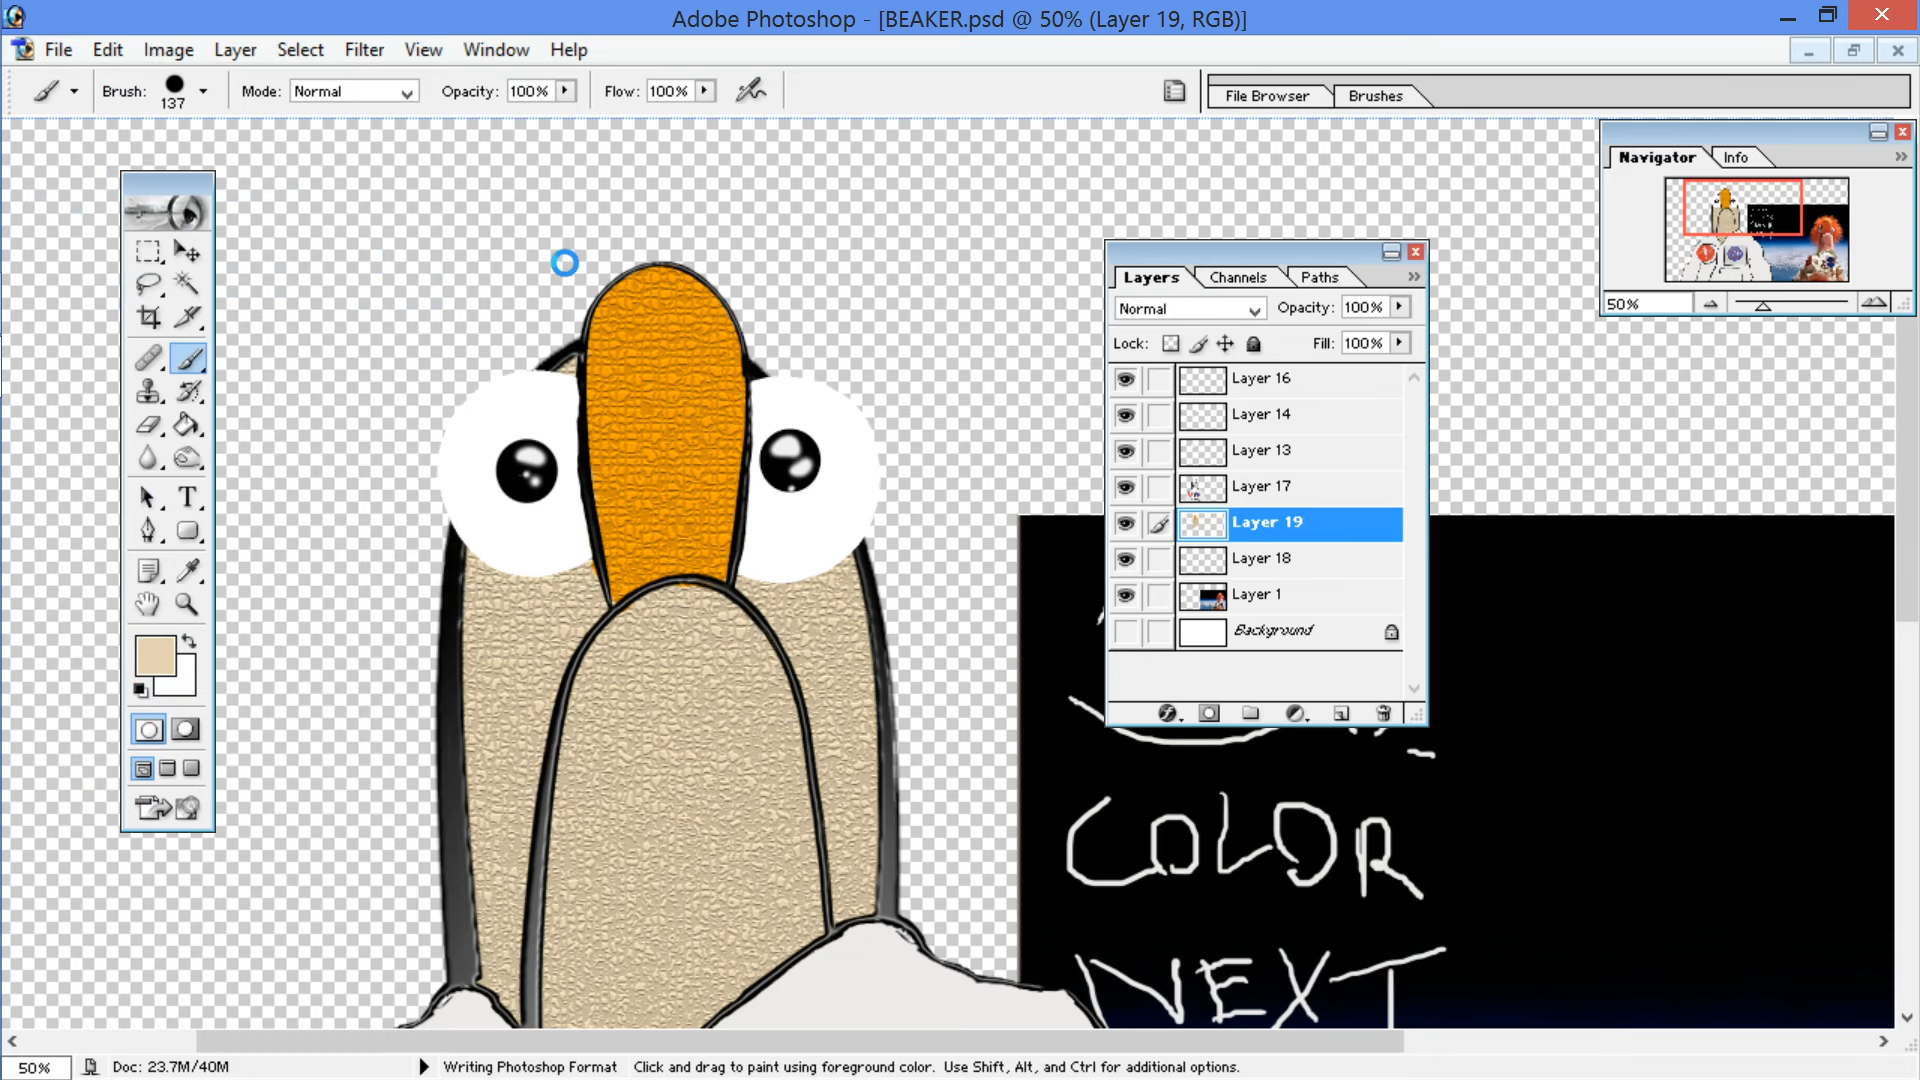 Adobe Photoshop - [BEAKER.psd @ 50% (Layer 19, RGB)]
File Edit Image Layer Select Filter View Window Help
Brush: 137 Mode: Normal Opacity: 100% Flow: 100% File Browser Brushes
Navigator Info
50%
Layers Channels Paths
Normal Opacity: 100%
Lock: Fill: 100%
Layer 16
Layer 14
Layer 13
Layer 17
Layer 19
Layer 18
Layer 1
Background
T
COLOR
NEXT
50% Doc: 23.7M/40M Writing Photoshop Format Click and drag to paint using foreground color. Use Shift, Alt, and Ctrl for additional options.